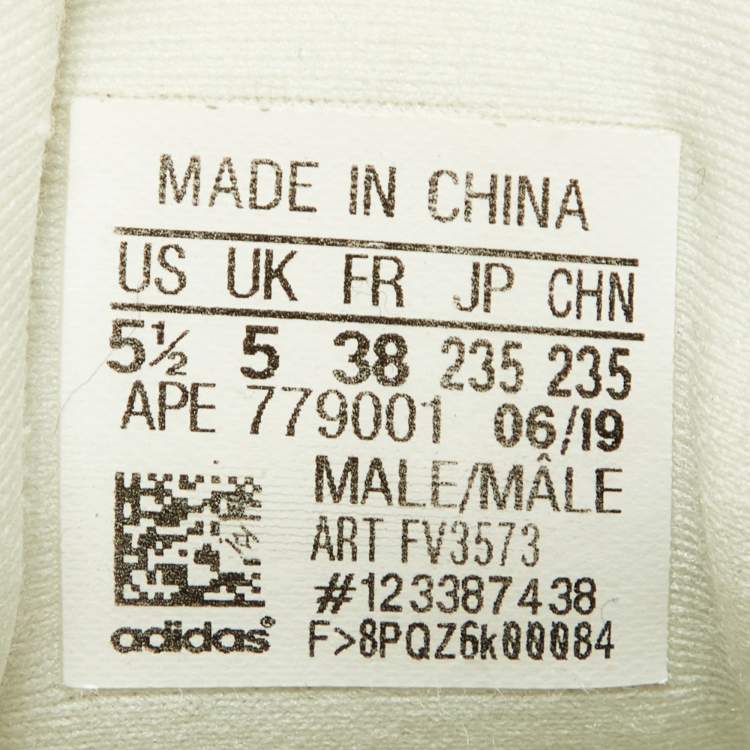 MADE IN CHINA
US UK FR JP CHN
5½ 5 38 235 235
APE 779001 06/19
MALE/MÂLE
ART FV3573
#123387438
adidas® F>8PQZ6k00084